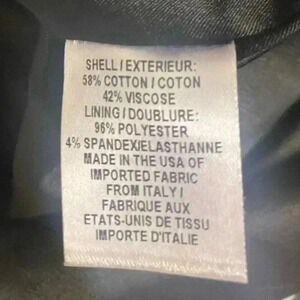 SHELL/EXTERIEUR:
58% COTTON/COTON
42% VISCOSE
LINING/DOUBLURE:
96% POLYESTER
4% SPANDEX/ELASTHANNE
MADE IN THE USA OF
IMPORTED FABRIC
FROM ITALY/
FABRIQUE AUX
ETATS-UNIS DE TISSU
IMPORTE D'ITALIE